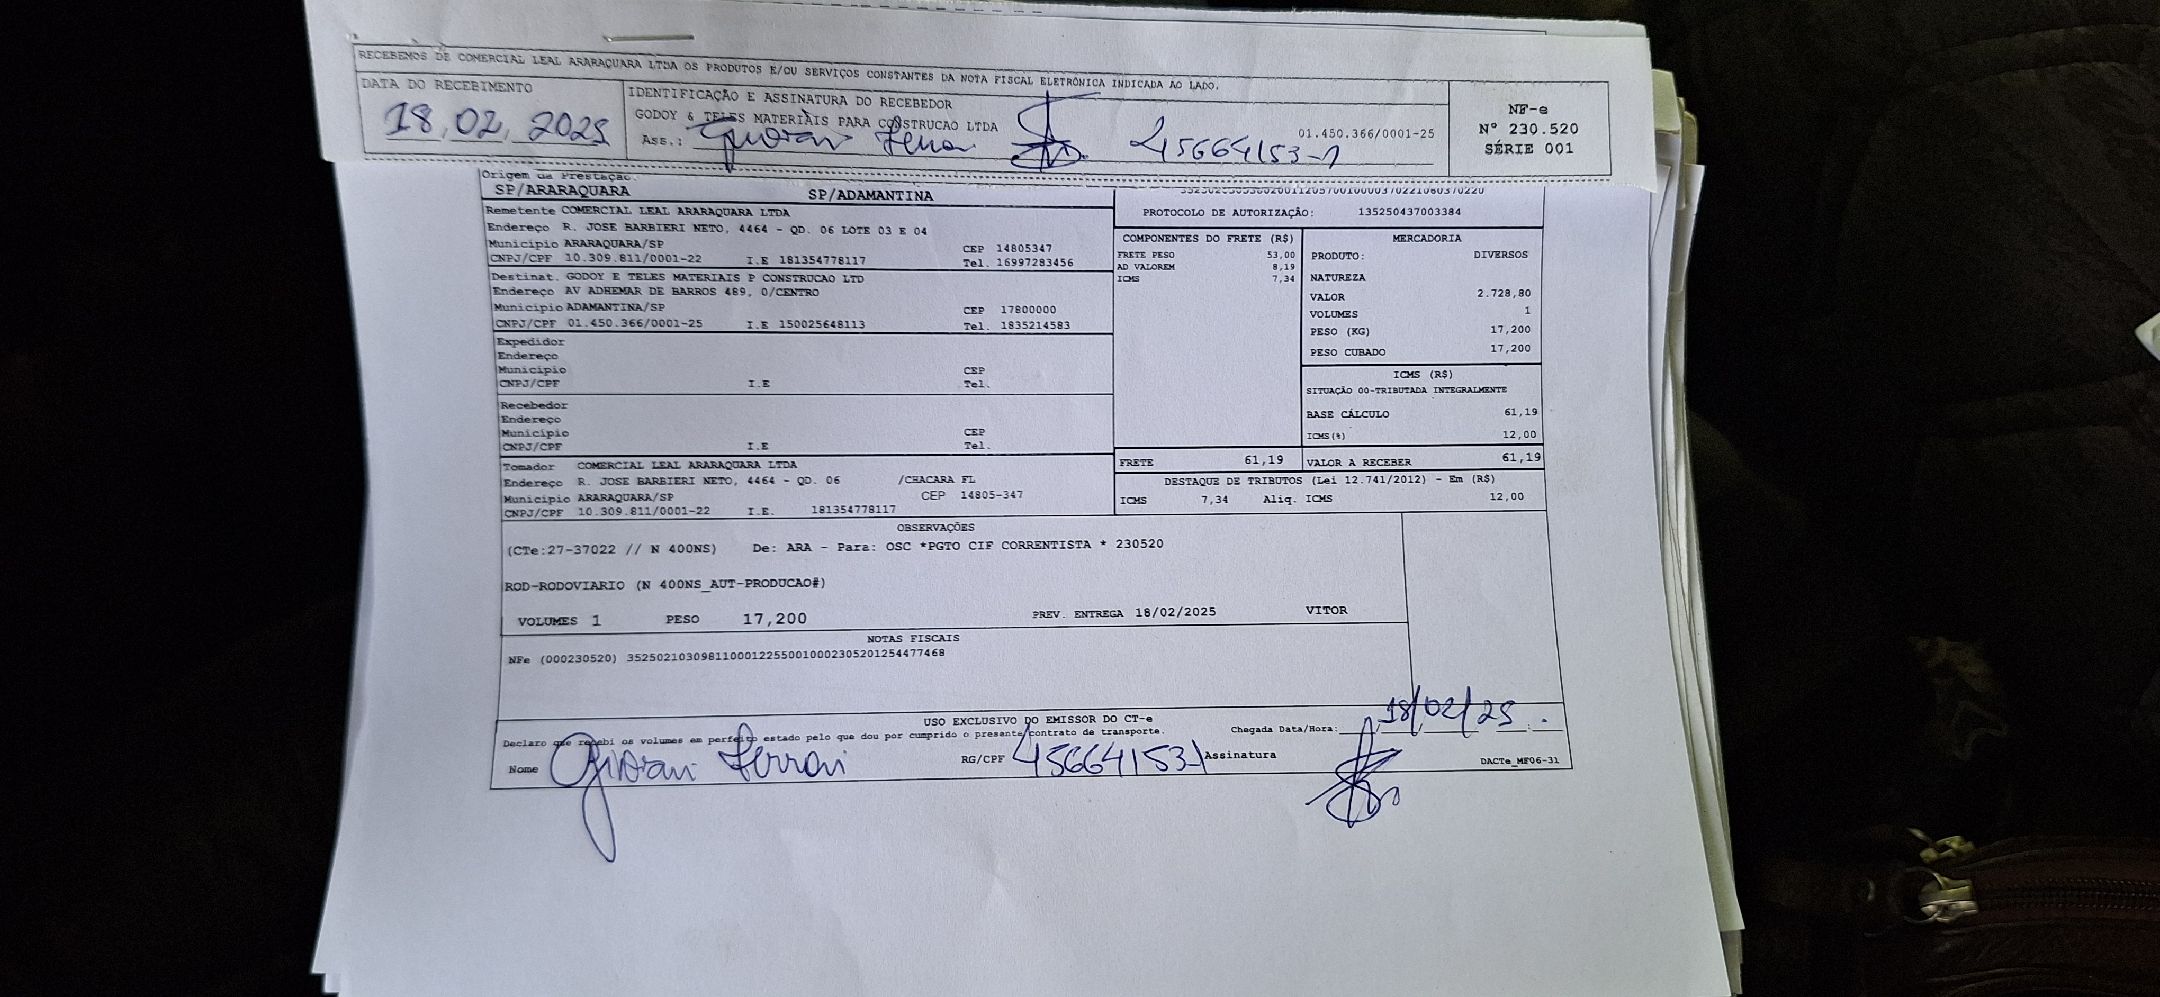 RECEBEMOS DE COMERCIAL LEAL ARARAQUARA LTDA OS PRODUTOS E/OU SERVIÇOS CONSTANTES DA NOTA FISCAL ELETRÔNICA INDICADA AO LADO.
DATA DO RECEBIMENTO
18 02 2025
IDENTIFICAÇÃO E ASSINATURA DO RECEBEDOR
GODOY & TELES MATERIAIS PARA CONSTRUCAO LTDA
01.450.366/0001-25
Ass.: 45664153-1
NF-e
Nº 230.520
SÉRIE 001
Origem da Prestação
SP/ARARAQUARA SP/ADAMANTINA
PROTOCOLO DE AUTORIZAÇÃO: 135250437003384
Remetente COMERCIAL LEAL ARARAQUARA LTDA
Endereço R. JOSE BARBIERI NETO, 4464 - QD. 06 LOTE 03 E 04
Município ARARAQUARA/SP CEP 14805347
CNPJ/CPF 10.309.811/0001-22 I.E 181354778117 Tel. 16997283456
Destinat. GODOY E TELES MATERIAIS P CONSTRUCAO LTD
Endereço AV ADHEMAR DE BARROS 489, 0/CENTRO
Município ADAMANTINA/SP CEP 17800000
CNPJ/CPF 01.450.366/0001-25 I.E 150025648113 Tel. 1835214583
Expedidor
Endereço
Município CEP
CNPJ/CPF I.E Tel.
Recebedor
Endereço
Município CEP
CNPJ/CPF I.E Tel.
Tomador COMERCIAL LEAL ARARAQUARA LTDA
Endereço R. JOSE BARBIERI NETO, 4464 - QD. 06 /CHACARA FL
Município ARARAQUARA/SP CEP 14805-347
CNPJ/CPF 10.309.811/0001-22 I.E. 181354778117
COMPONENTES DO FRETE (R$)
FRETE PESO 53,00
AD VALOREM 8,19
ICMS 7,34
MERCADORIA
PRODUTO: DIVERSOS
NATUREZA
VALOR 2.728,80
VOLUMES 1
PESO (KG) 17,200
PESO CUBADO 17,200
ICMS (R$)
SITUAÇÃO 00-TRIBUTADA INTEGRALMENTE
BASE CÁLCULO 61,19
ICMS(%) 12,00
FRETE 61,19 VALOR A RECEBER 61,19
DESTAQUE DE TRIBUTOS (Lei 12.741/2012) - Em (R$)
ICMS 7,34 Aliq. ICMS 12,00
OBSERVAÇÕES
(CTe:27-37022 // N 400NS) De: ARA - Para: OSC *PGTO CIF CORRENTISTA * 230520
ROD-RODOVIARIO (N 400NS_AUT-PRODUCAO#)
VOLUMES 1 PESO 17,200 PREV. ENTREGA 18/02/2025 VITOR
NOTAS FISCAIS
NFe (000230520) 35250210309811000122550010002305201254477468
USO EXCLUSIVO DO EMISSOR DO CT-e
Declaro que recebi os volumes em perfeito estado pelo que dou por cumprido o presente contrato de transporte.
Chegada Data/Hora: 18/02/25
Nome RG/CPF 45664153-1 Assinatura
DACTe_MF06-31